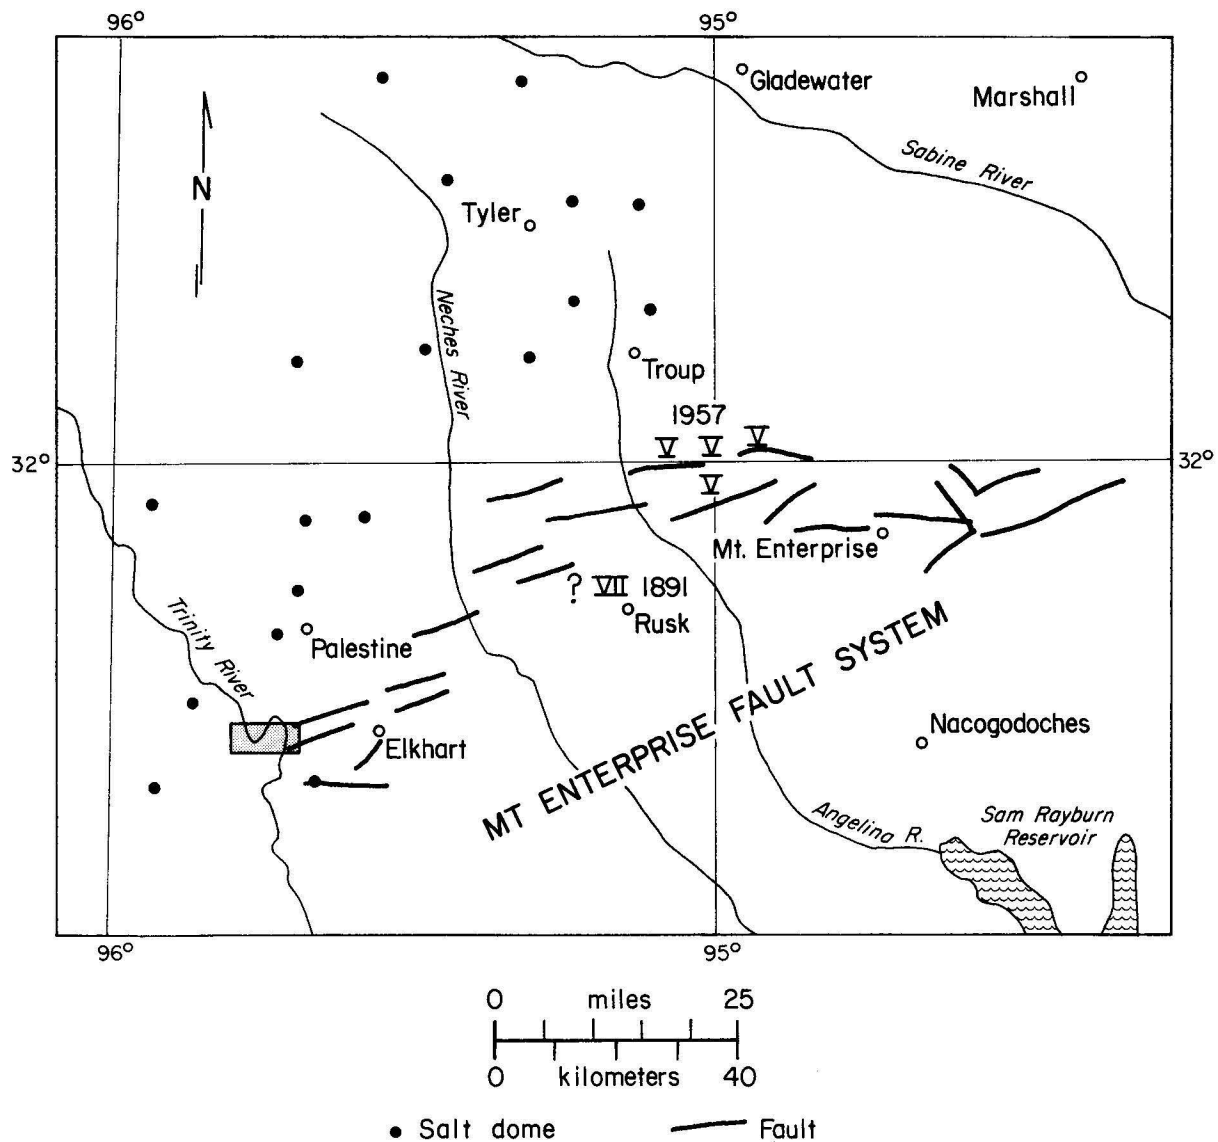 96° 95°
Gladewater
Marshall
Sabine River
N
Tyler
Neches River
Troup
1957
V V V
32° 32°
V
Mt. Enterprise
? VII 1891
Rusk
Trinity River
Palestine
MT ENTERPRISE FAULT SYSTEM
Nacogodoches
Elkhart
Angelina R.
Sam Rayburn
Reservoir
96° 95°
0 miles 25
0 kilometers 40
Salt dome Fault